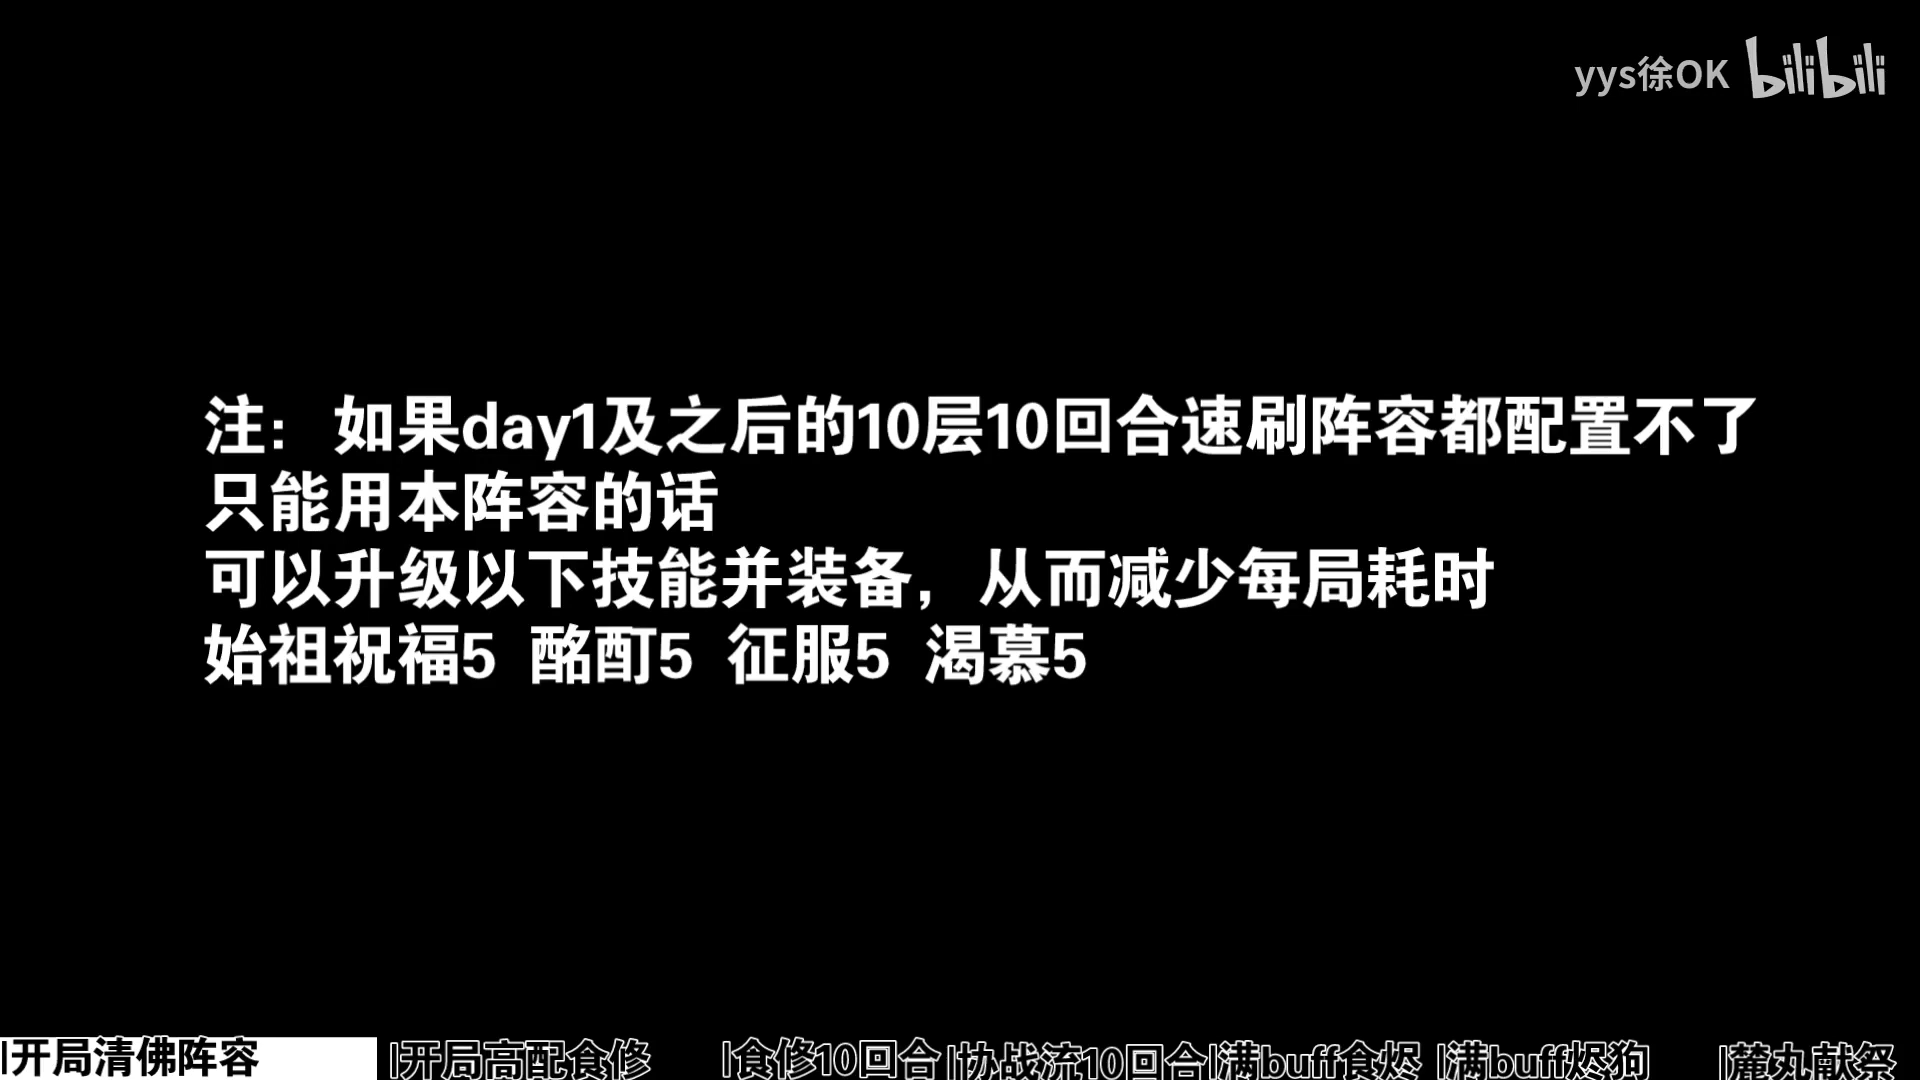 yys徐OK bilibili
注：如果day1及之后的10层10回合速刷阵容都配置不了
只能用本阵容的话
可以升级以下技能并装备，从而减少每局耗时
始祖祝福5 酩酊5 征服5 渴慕5
|开局清佛阵容 |开局高配食修 |食修10回合 |协战流10回合 |满buff食烬 |满buff烬狗 |麓丸献祭